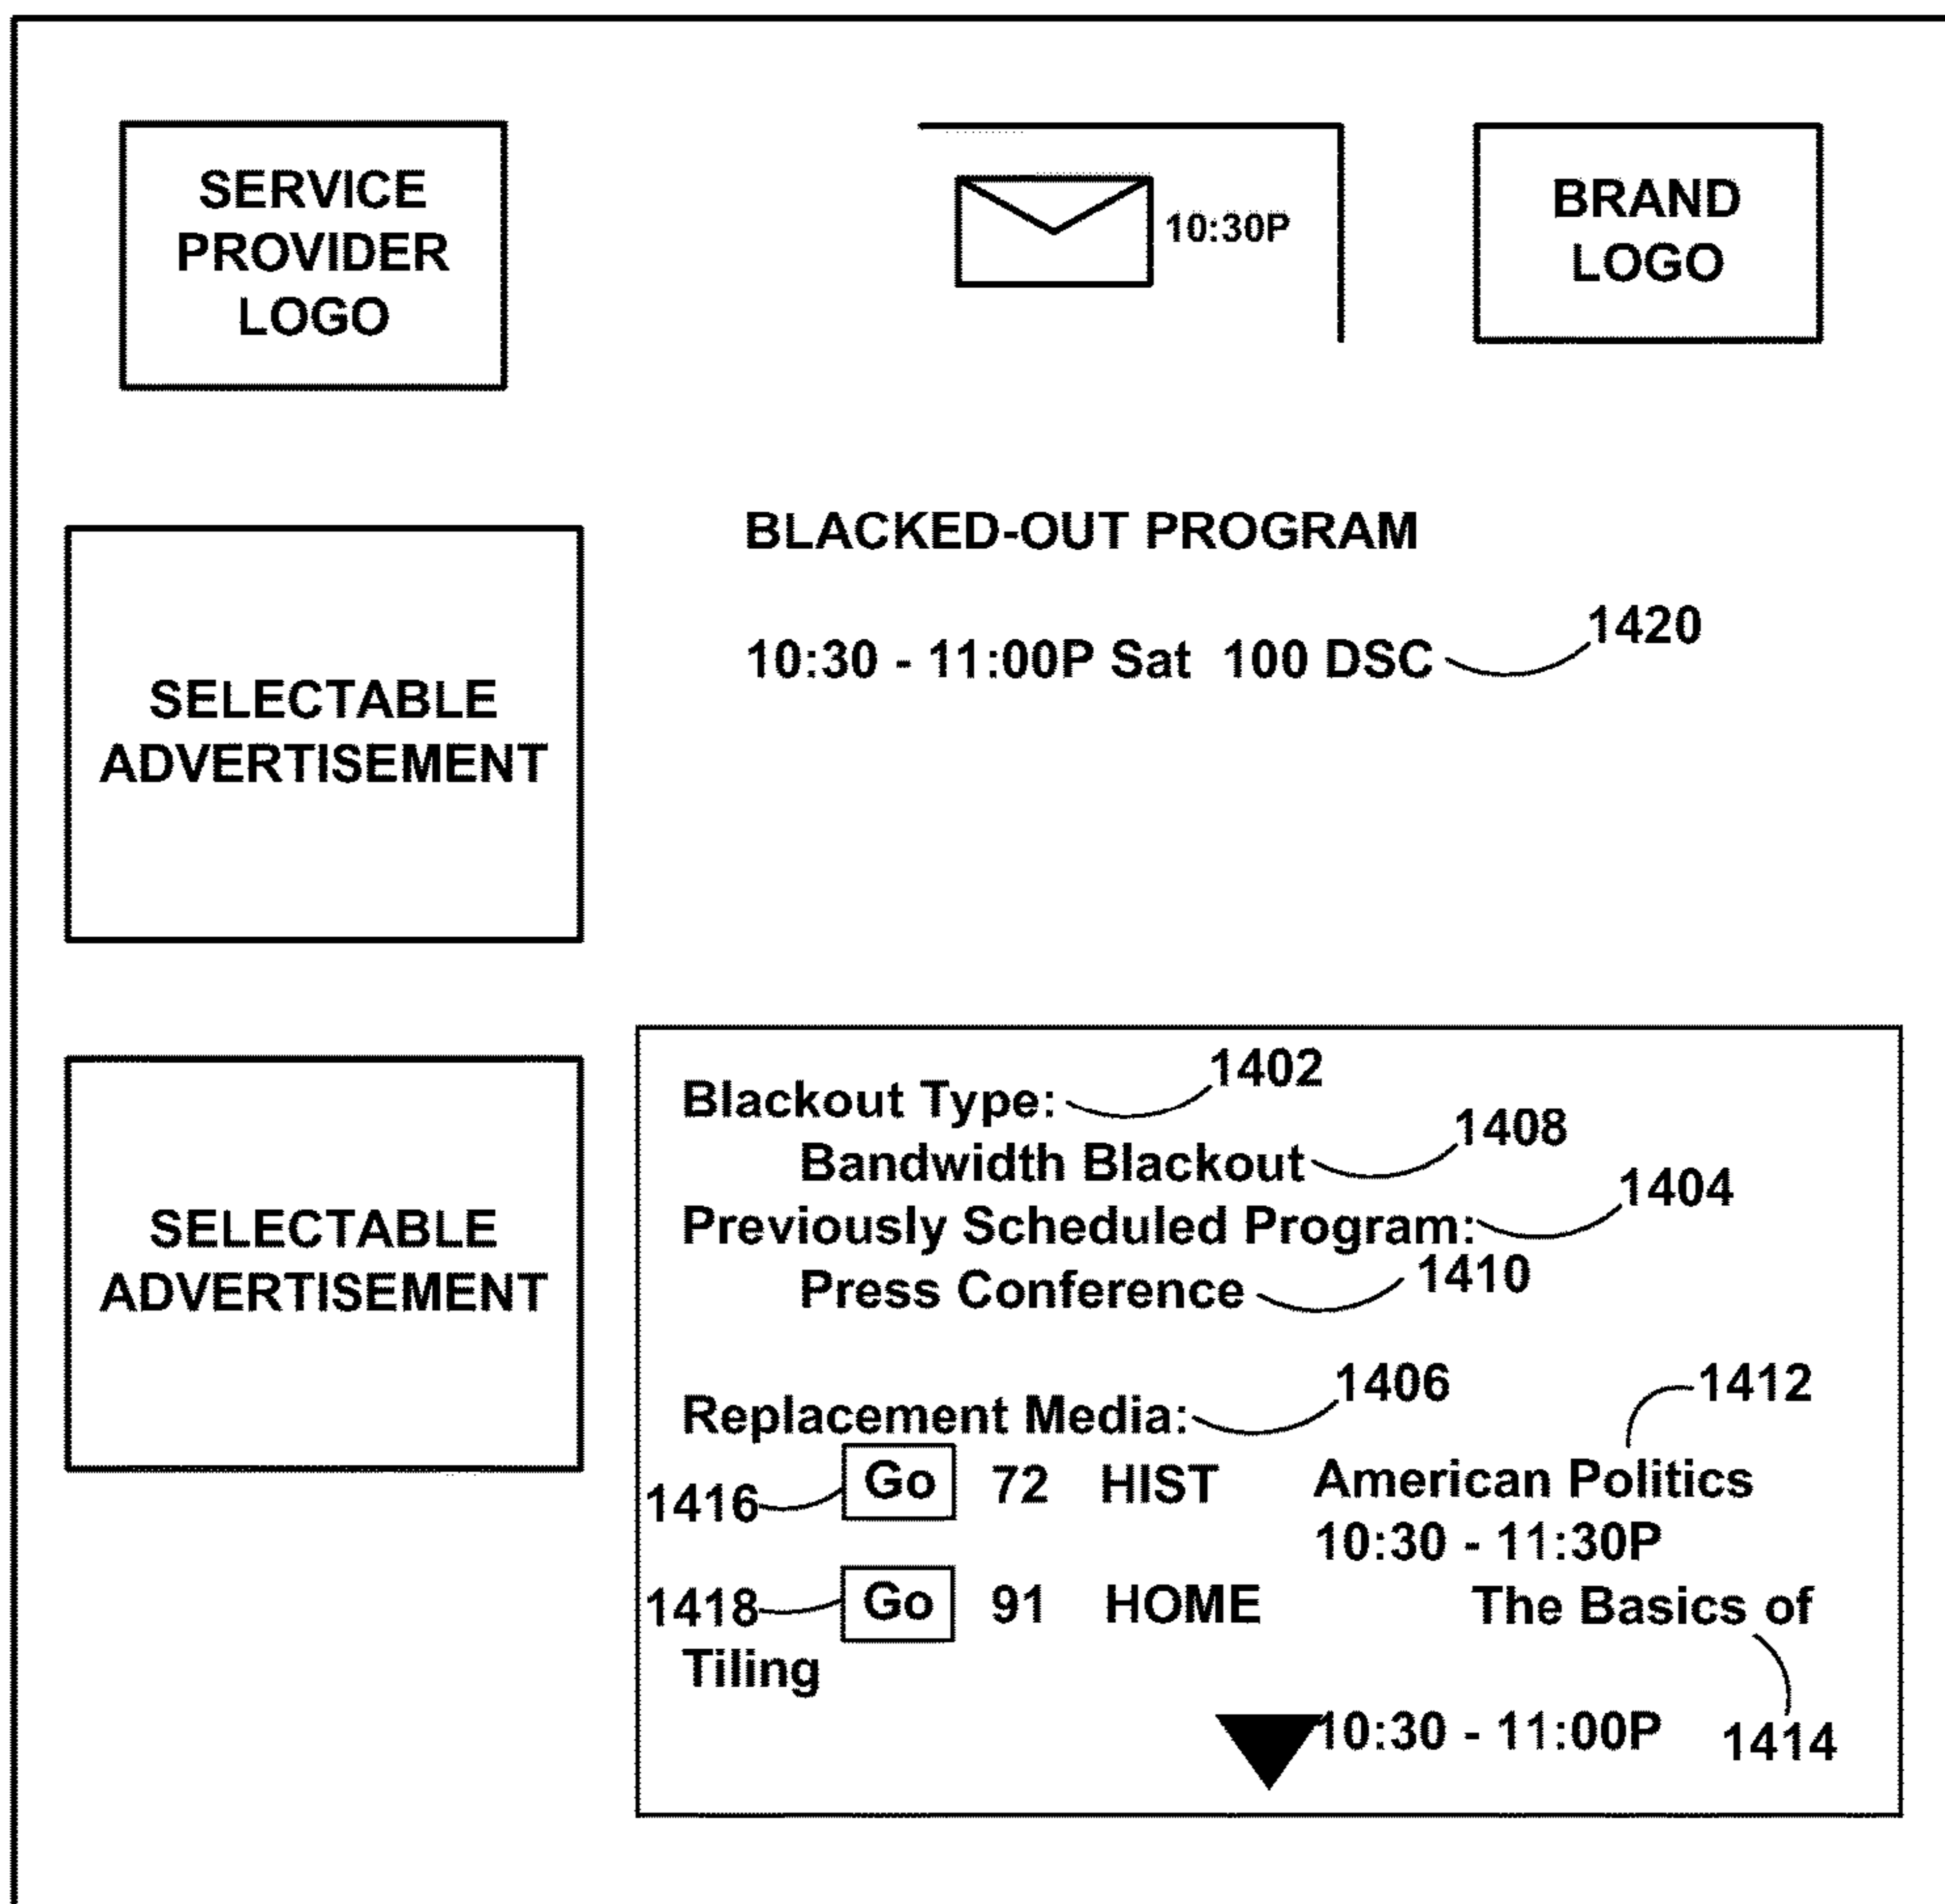 SERVICE
PROVIDER
LOGO
10:30P
BRAND
LOGO
BLACKED-OUT PROGRAM
1420
10:30 - 11:00P Sat 100 DSC
SELECTABLE
ADVERTISEMENT
SELECTABLE
ADVERTISEMENT
1402
Blackout Type:
1408
Bandwidth Blackout
1404
Previously Scheduled Program:
Press Conference 1410
1406
1412
Replacement Media:
1416 Go 72 HIST American Politics
10:30 - 11:30P
1418 Go 91 HOME The Basics of
Tiling
10:30 - 11:00P 1414